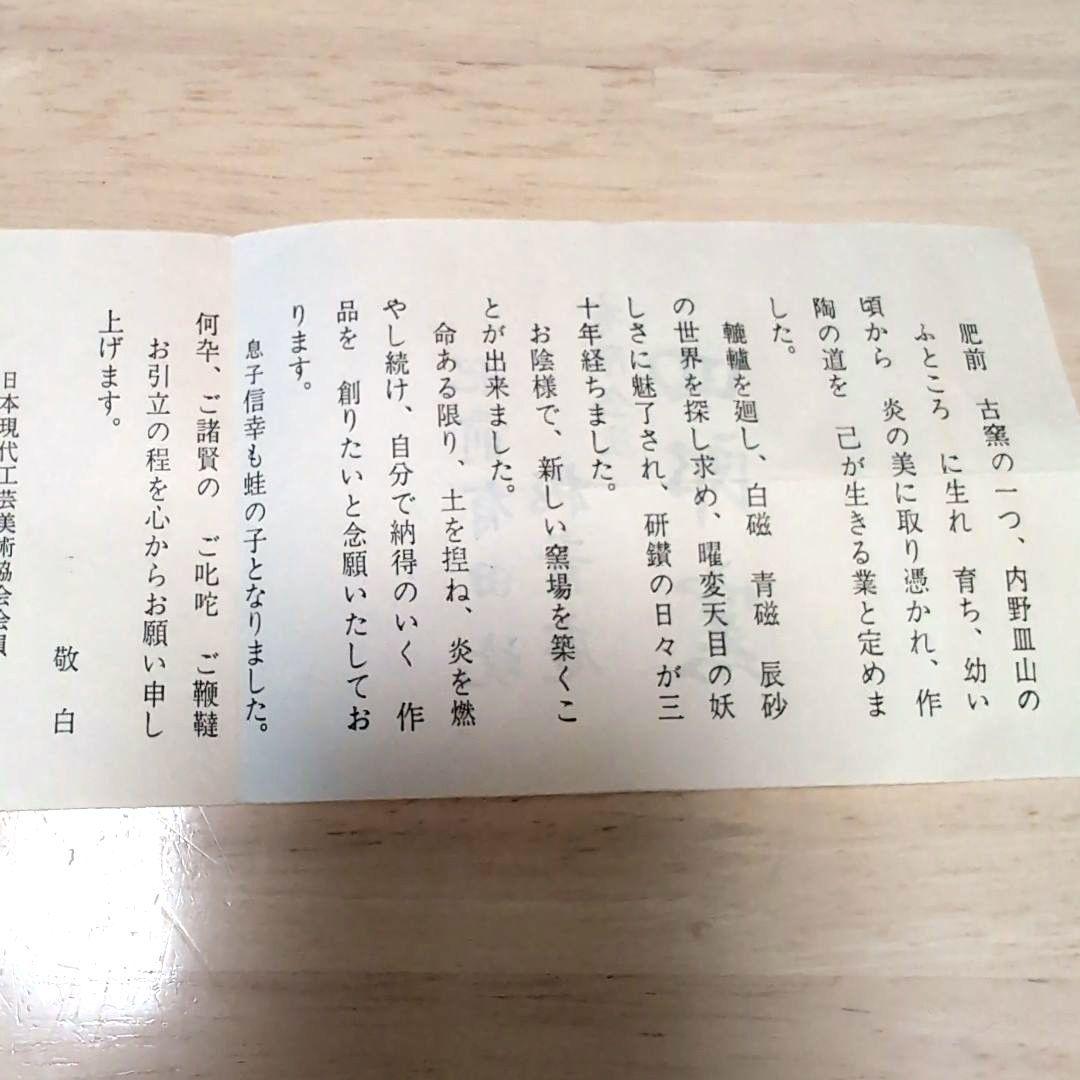 肥前　古窯の一つ、内野皿山の
ふところ　に生れ　育ち、幼い
頃から　炎の美に取り憑かれ、作
陶の道を　己が生きる業と定めま
した。
轆轤を廻し、白磁　青磁　辰砂
の世界を探し求め、曜変天目の妖
しさに魅了され、研鑽の日々が三
十年経ちました。
お陰様で、新しい窯場を築くこ
とが出来ました。
命ある限り、土を捏ね、炎を燃
やし続け、自分で納得のいく　作
品を　創りたいと念願いたしてお
ります。
息子信幸も蛙の子となりました。
何卒、ご諸賢の　ご叱咤　ご鞭韃
お引立の程を心からお願い申し
上げます。
敬　白
日本現代工芸美術協会会員